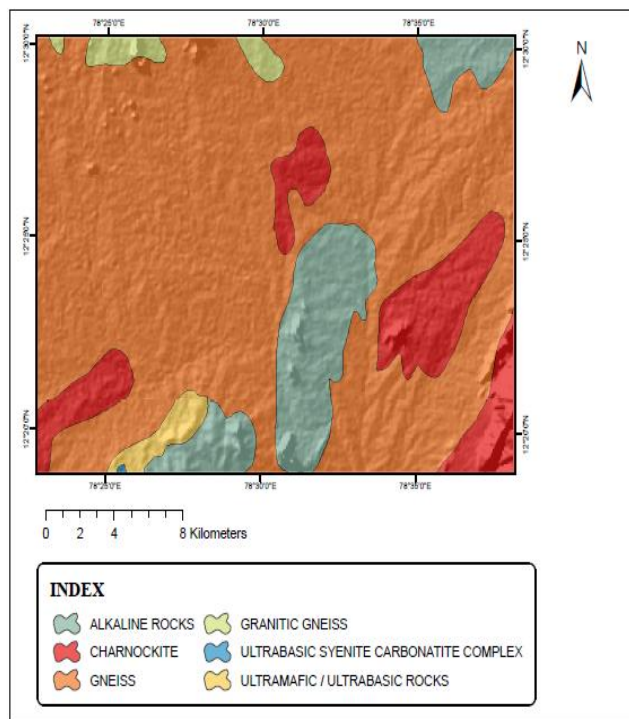 78°25'0"E 78°30'0"E 78°35'0"E
12°30'0"N 12°30'0"N
N
12°25'0"N 12°25'0"N
12°20'0"N 12°20'0"N
78°25'0"E 78°30'0"E 78°35'0"E
0 2 4 8 Kilometers
INDEX
ALKALINE ROCKS GRANITIC GNEISS
CHARNOCKITE ULTRABASIC SYENITE CARBONATITE COMPLEX
GNEISS ULTRAMAFIC / ULTRABASIC ROCKS